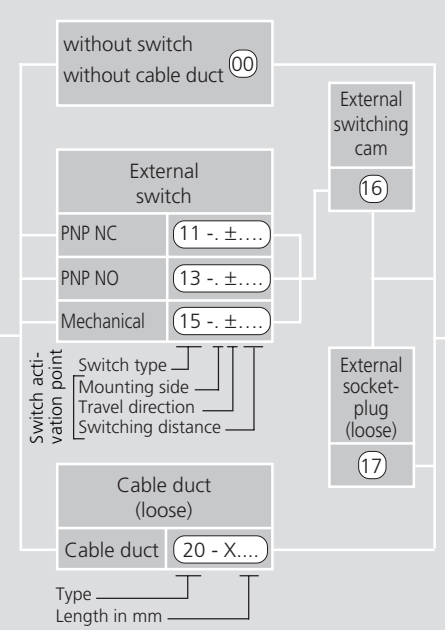 without switch
without cable duct 00
External
switching
cam
16
External
switch
PNP NC 11 -. ±....
PNP NO 13 -. ±....
Mechanical 15 -. ±....
Switch acti-
vation point
Switch type
Mounting side
Travel direction
Switching distance
External
socket-
plug
(loose)
17
Cable duct
(loose)
Cable duct 20 - X....
Type
Length in mm